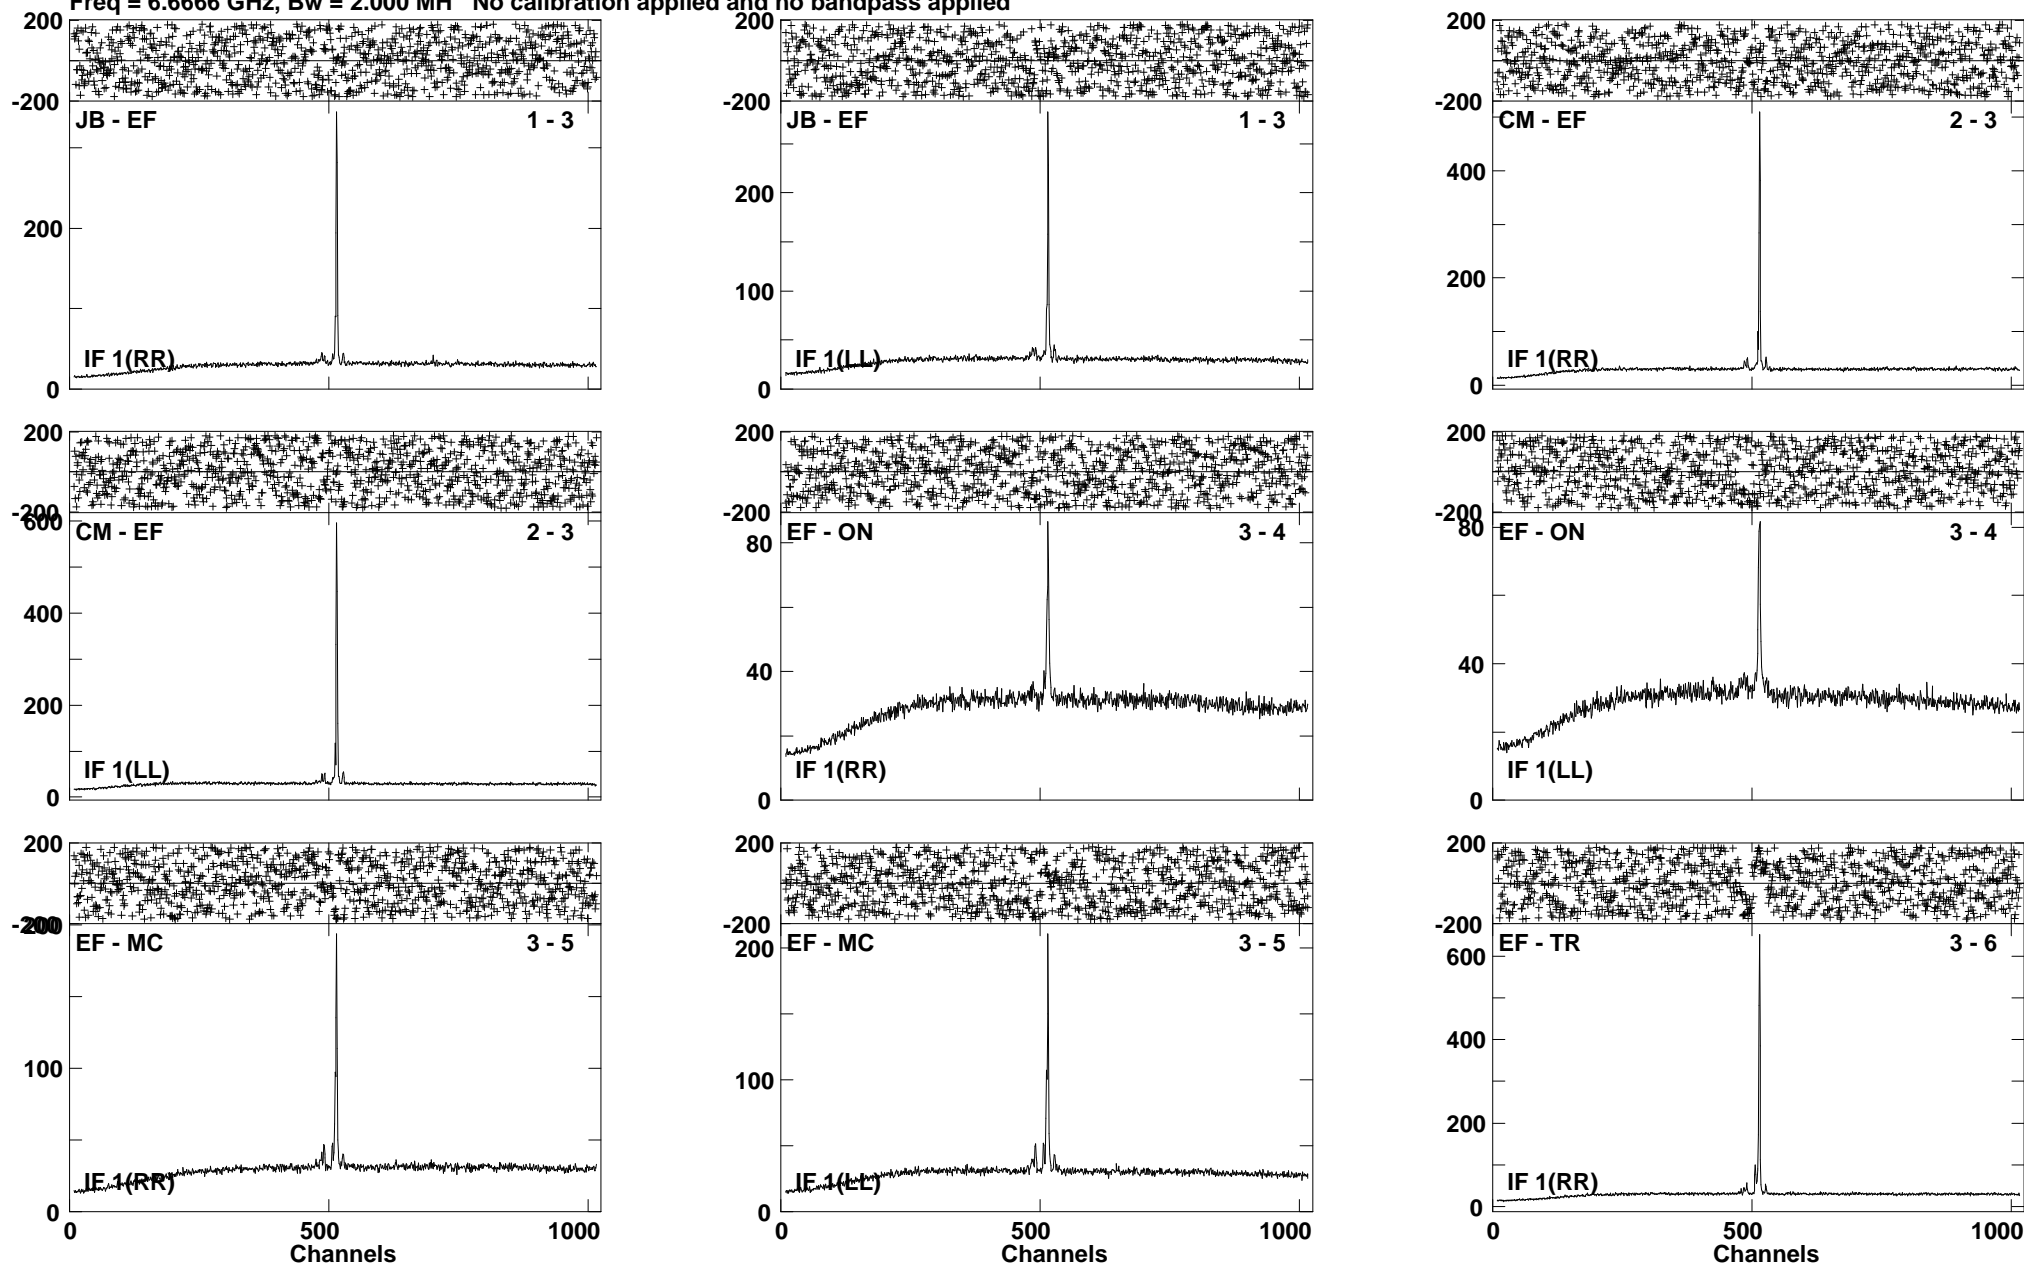 Freq = 6.6666 GHz, Bw = 2.000 MH No calibration applied and no bandpass applied
200 200 200
-200 -200 -200
JB - EF 1 - 3 JB - EF 1 - 3 CM - EF 2 - 3
400
200 200
200
100
IF 1(RR) IF 1(LL) IF 1(RR)
0 0 0
200 200 200
-200 -200 -200
600 80
CM - EF 2 - 3 EF - ON 3 - 4 EF - ON 3 - 4
80
400
40 40
200
IF 1(LL) IF 1(RR) IF 1(LL)
0 0 0
200 200 200
-200 -200 -200
200
EF - MC 3 - 5 EF - MC 3 - 5 EF - TR 3 - 6
200 600
400
100 100
200
IF 1(RR) IF 1(LL) IF 1(RR)
0 0 0
0 500 1000 0 500 1000 0 500 1000
Channels Channels Channels